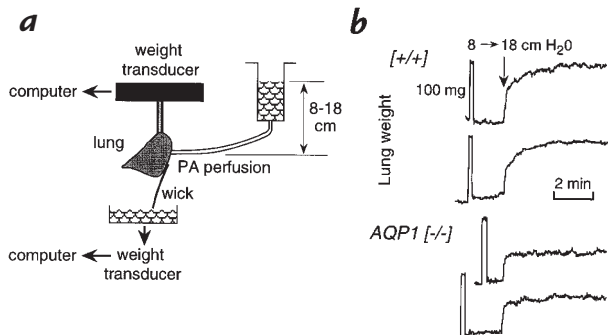 a
weight
transducer
computer
8-18
cm
lung
PA perfusion
wick
computer
weight
transducer
b
[+/+]
8 → 18 cm H20
100 mg
Lung weight
2 min
AQP1 [-/-]